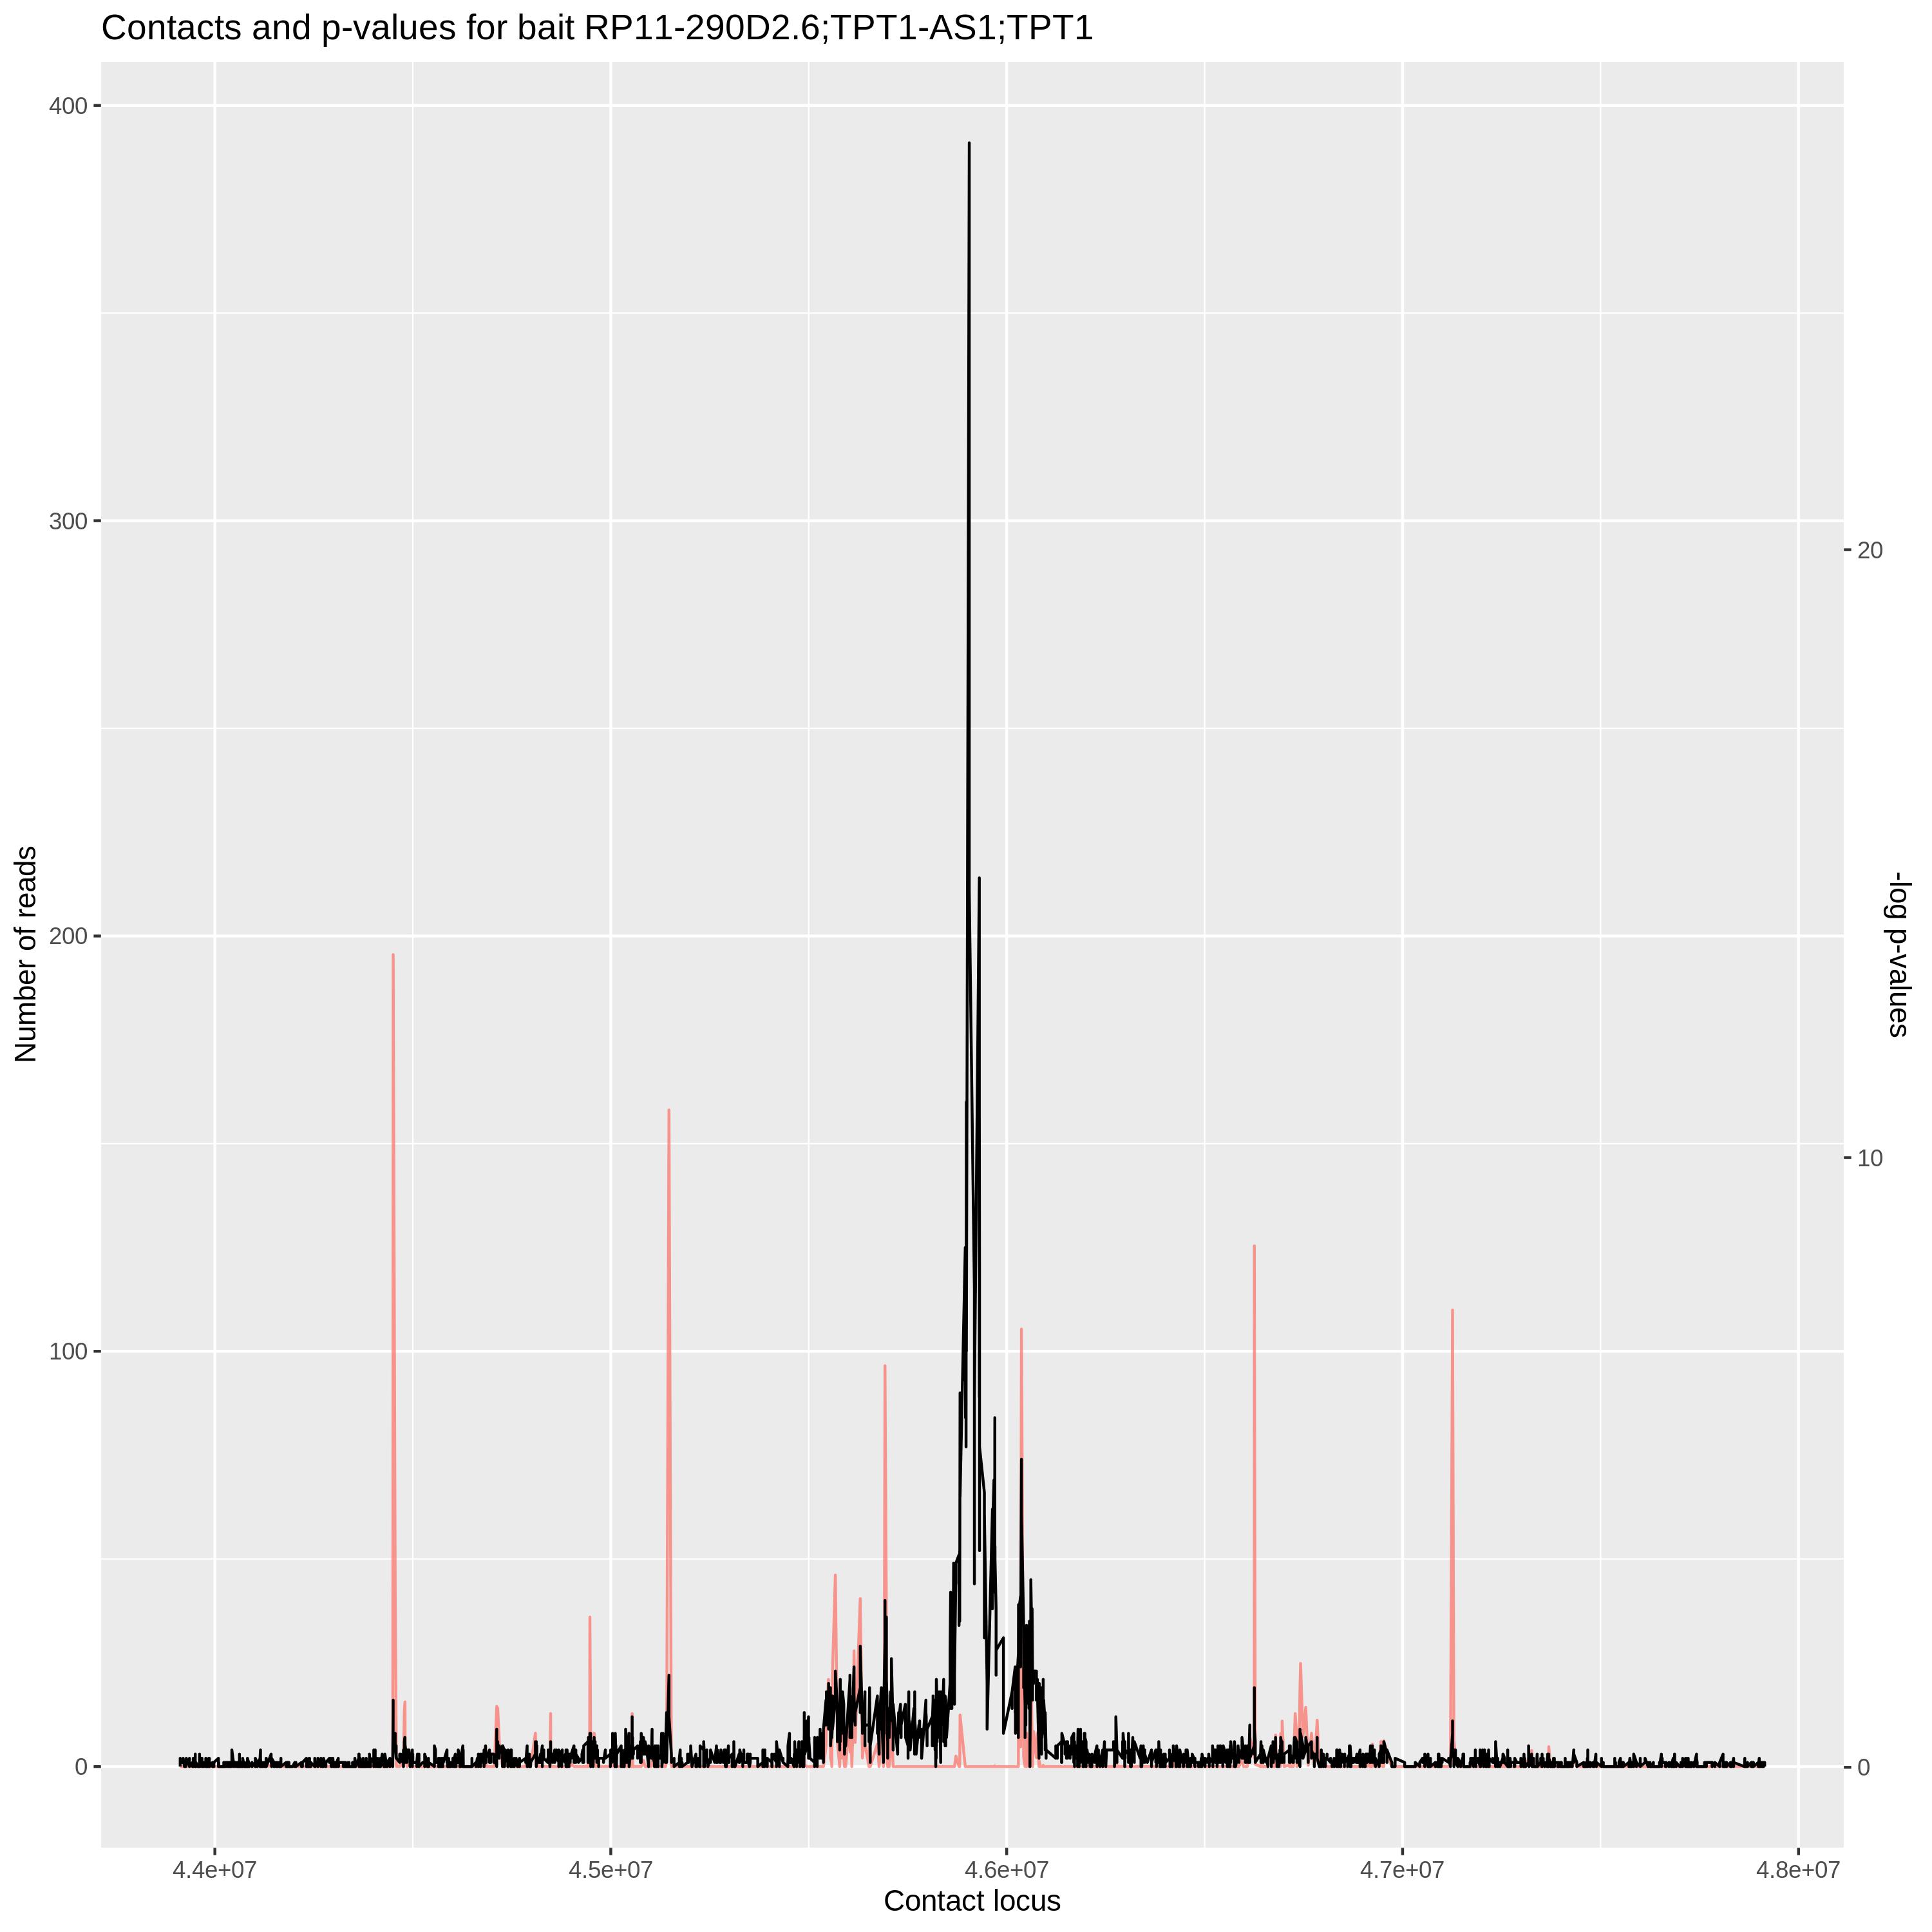 Contacts and p-values for bait RP11-290D2.6;TPT1-AS1;TPT1
400
300
200
100
0
Number of reads
20
10
0
-log p-values
4.4e+07
4.5e+07
4.6e+07
4.7e+07
4.8e+07
Contact locus